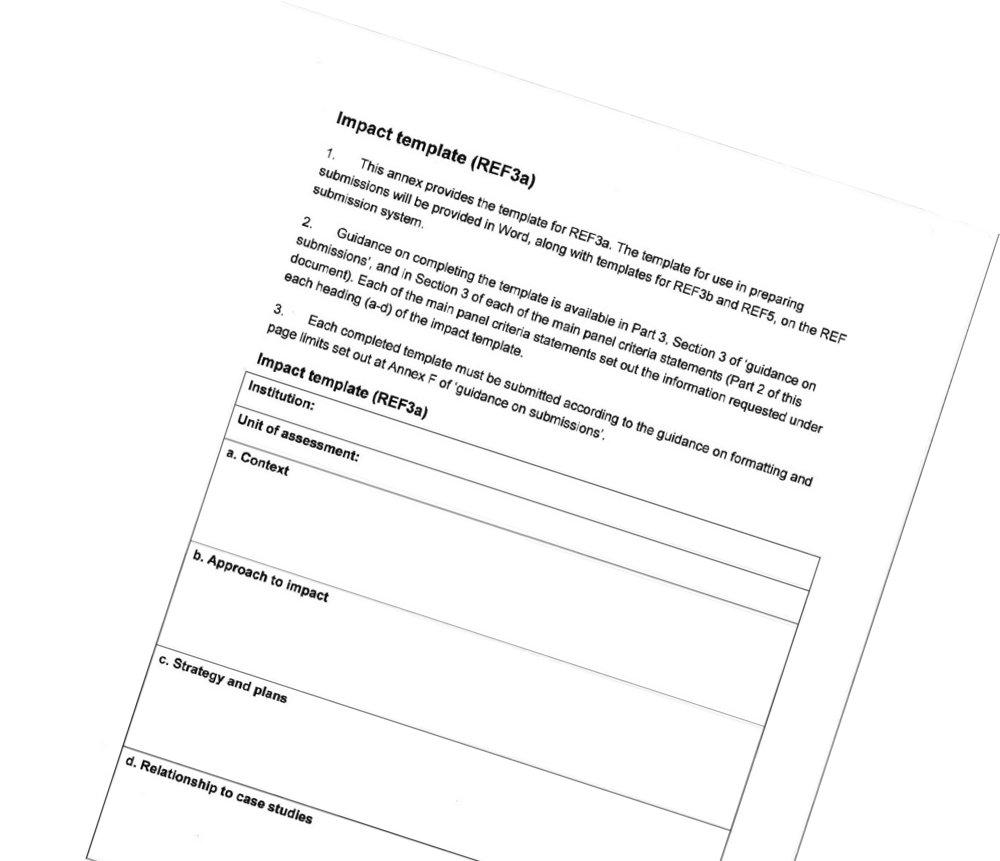 Impact template (REF3a)
1. This annex provides the template for REF3a. The template for use in preparing
submissions will be provided in Word, along with templates for REF3b and REF5, on the REF
submission system.
2. Guidance on completing the template is available in Part 3, Section 3 of ‘guidance on
submissions’, and in Section 3 of each of the main panel criteria statements (Part 2 of this
document). Each of the main panel criteria statements set out the information requested under
each heading (a-d) of the impact template.
3. Each completed template must be submitted according to the guidance on formatting and
page limits set out at Annex F of ‘guidance on submissions’.
Impact template (REF3a)
Institution:
Unit of assessment:
a. Context
b. Approach to impact
c. Strategy and plans
d. Relationship to case studies